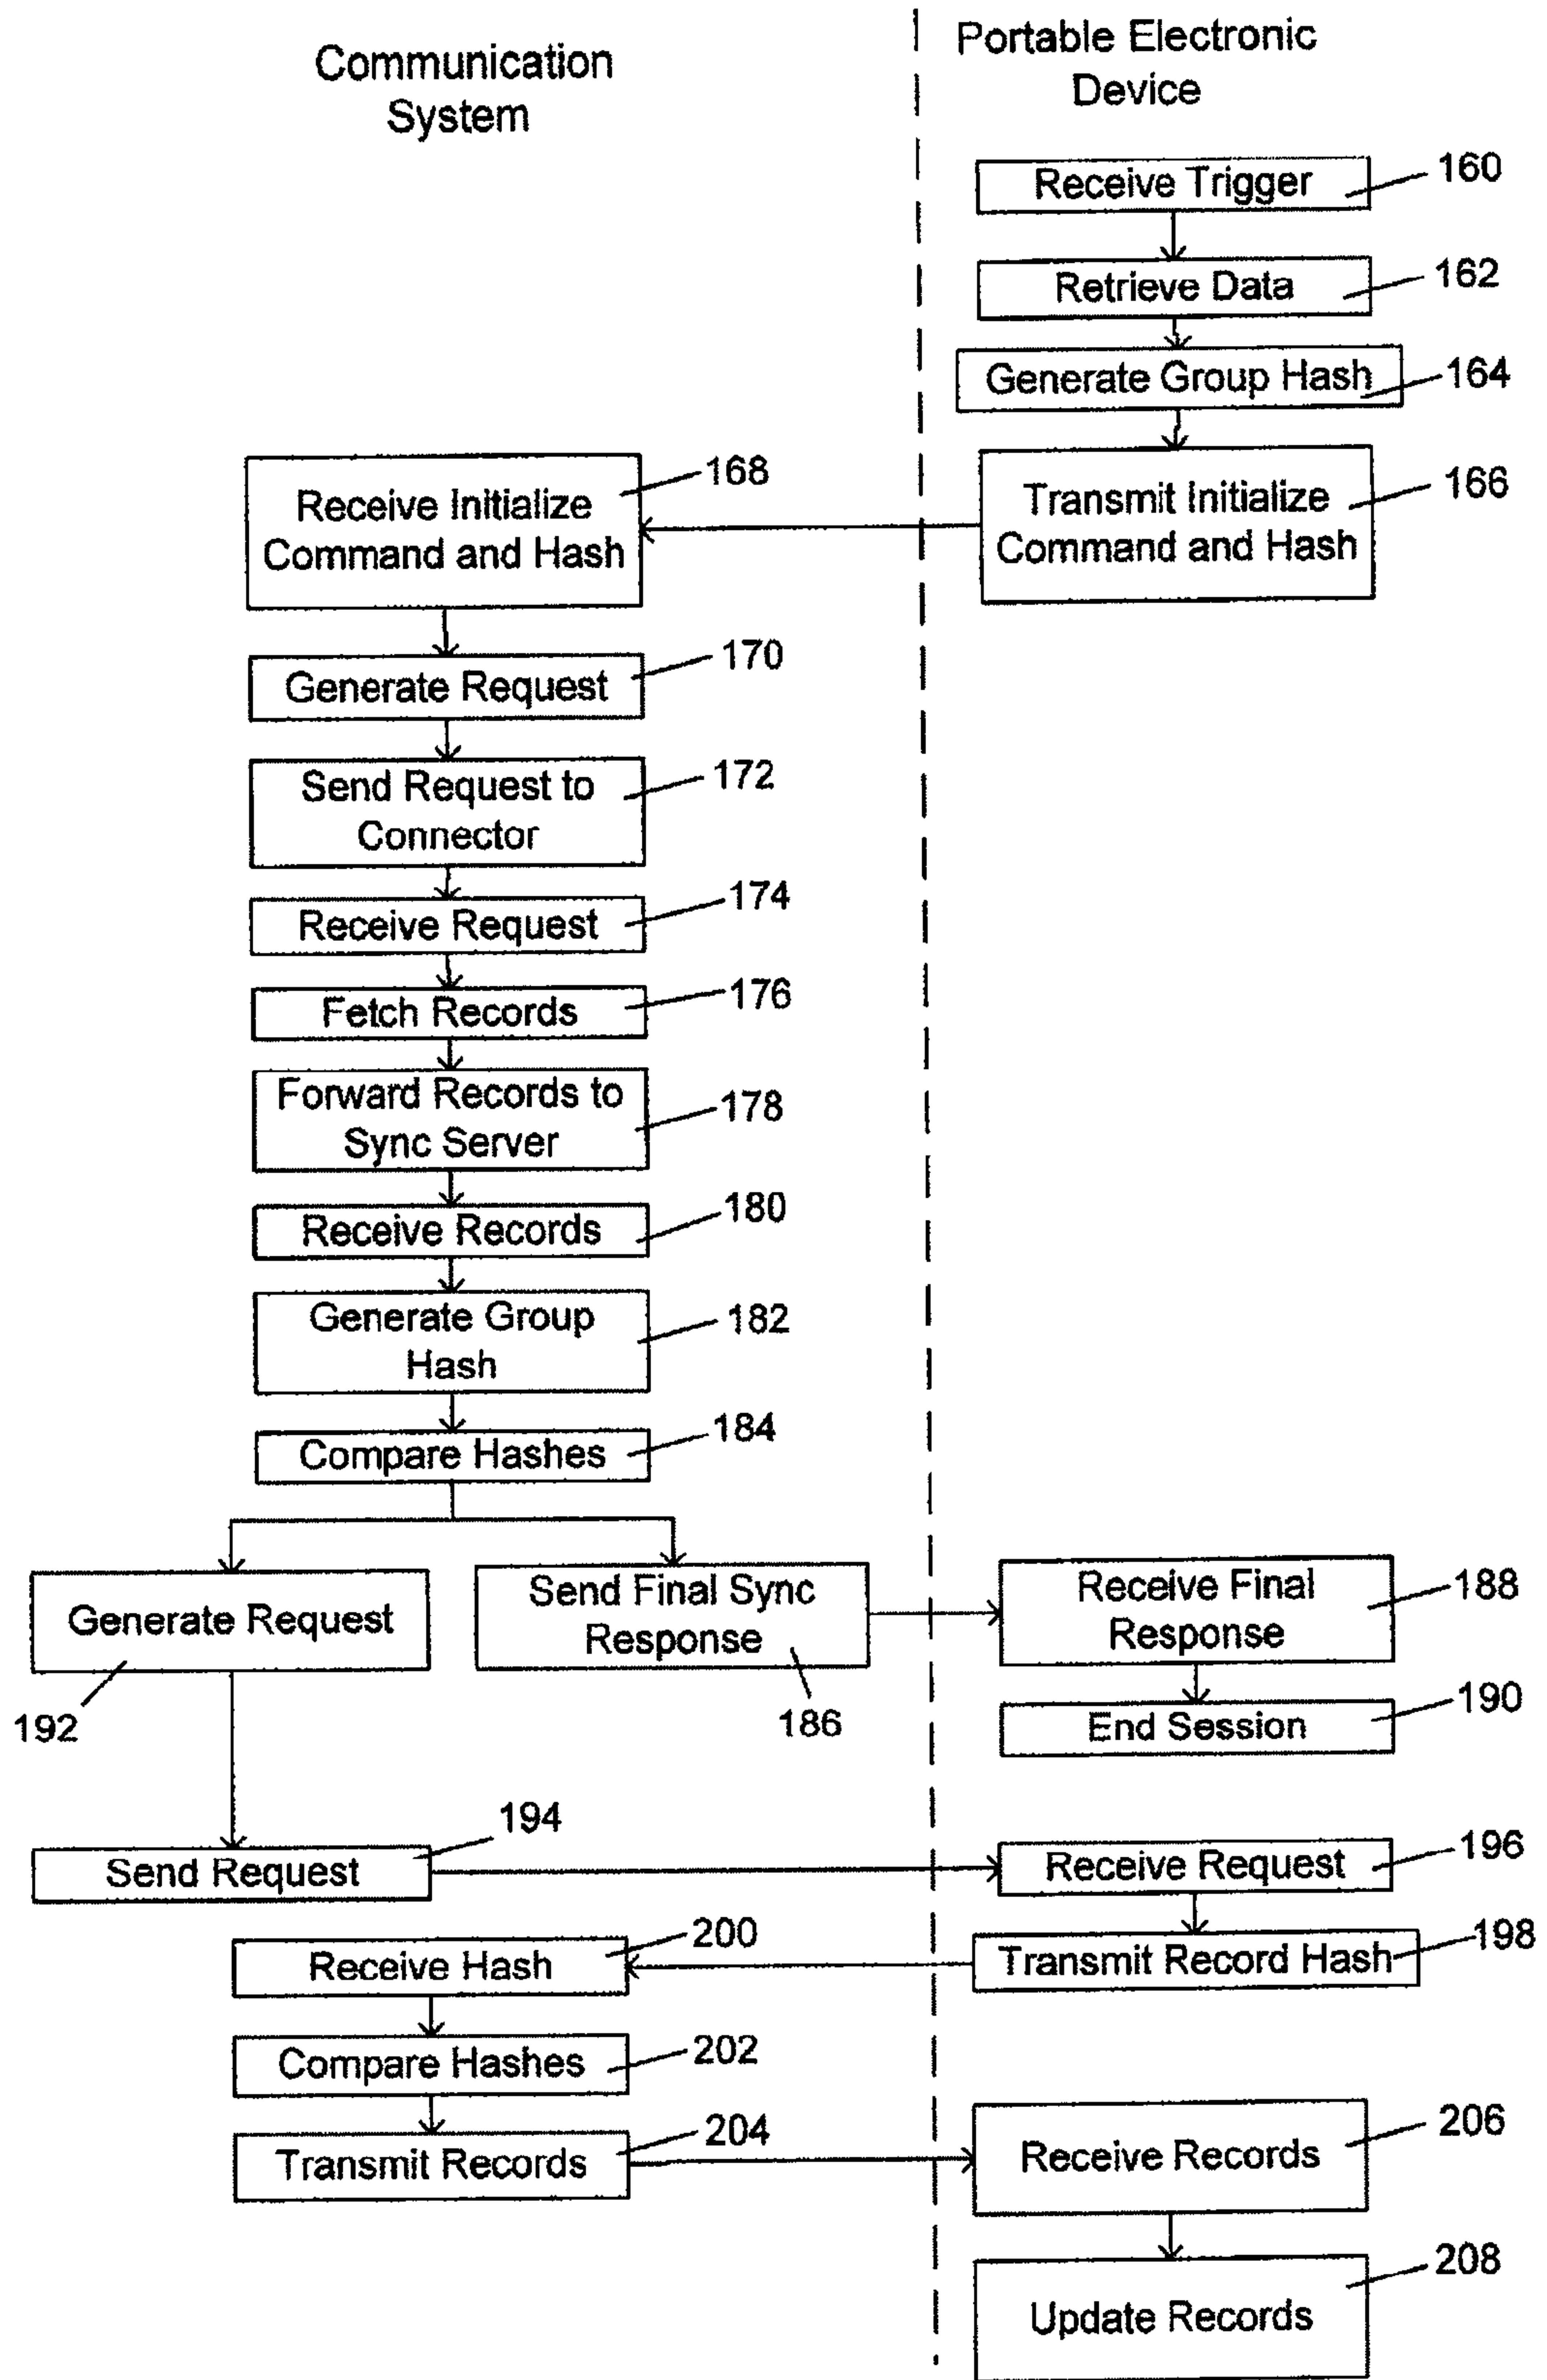 Communication
System
Portable Electronic
Device
Receive Trigger
160
Retrieve Data
162
Generate Group Hash
164
Transmit Initialize
Command and Hash
166
Receive Initialize
Command and Hash
168
Generate Request
170
Send Request to
Connector
172
Receive Request
174
Fetch Records
176
Forward Records to
Sync Server
178
Receive Records
180
Generate Group
Hash
182
Compare Hashes
184
Generate Request
192
Send Final Sync
Response
186
Receive Final
Response
188
End Session
190
Send Request
194
Receive Request
196
Transmit Record Hash
198
Receive Hash
200
Compare Hashes
202
Transmit Records
204
Receive Records
206
Update Records
208